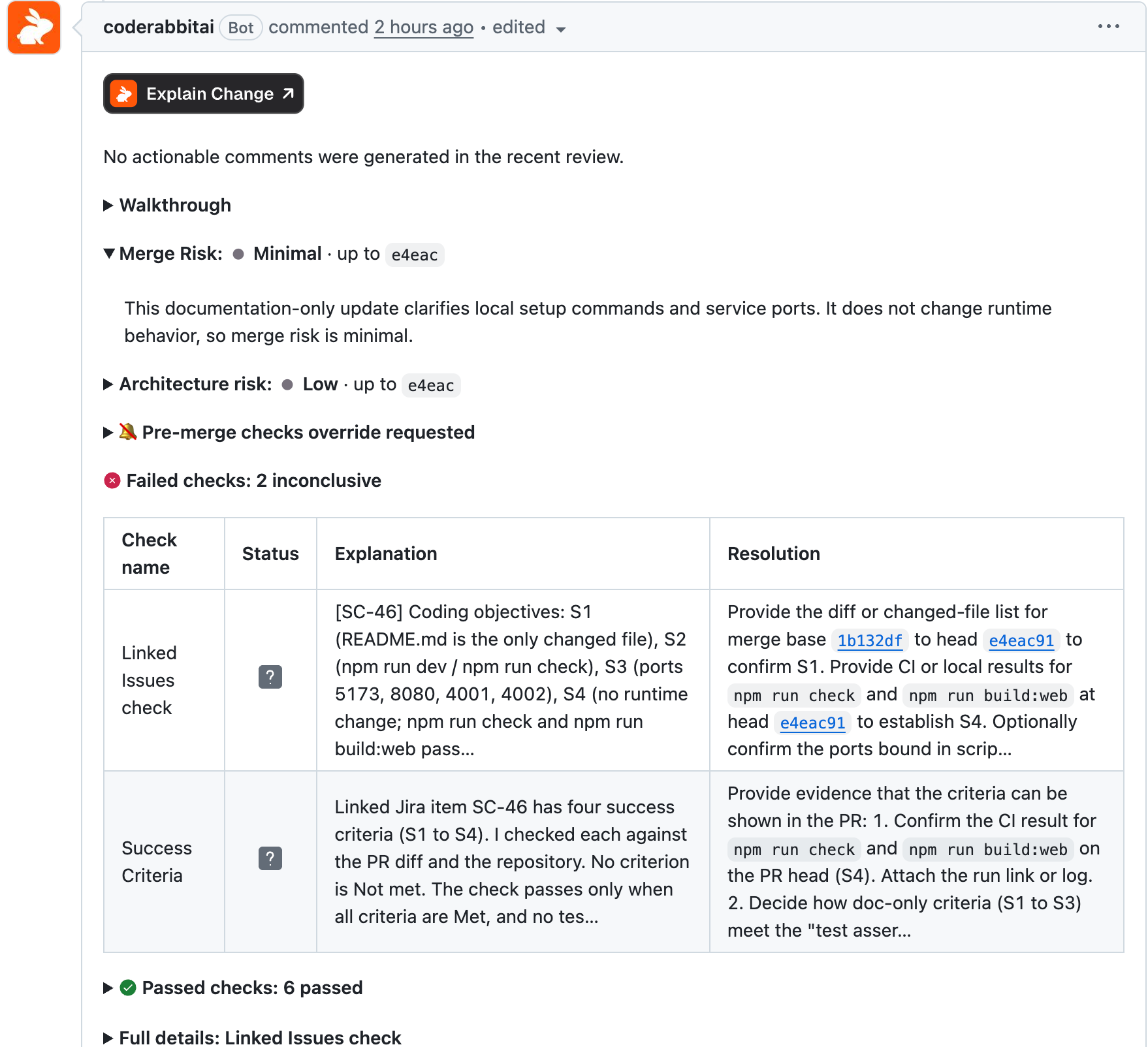 coderabbitai Bot commented 2 hours ago • edited
Explain Change
No actionable comments were generated in the recent review.
Walkthrough
Merge Risk: Minimal · up to e4eac
This documentation-only update clarifies local setup commands and service ports. It does not change runtime
behavior, so merge risk is minimal.
Architecture risk: Low · up to e4eac
Pre-merge checks override requested
Failed checks: 2 inconclusive
Check
name
Status
Explanation
Resolution
Linked
Issues
check
?
[SC-46] Coding objectives: S1
(README.md is the only changed file), S2
(npm run dev / npm run check), S3 (ports
5173, 8080, 4001, 4002), S4 (no runtime
change; npm run check and npm run
build:web pass...
Provide the diff or changed-file list for
merge base 1b132df to head e4eac91 to
confirm S1. Provide CI or local results for
npm run check and npm run build:web at
head e4eac91 to establish S4. Optionally
confirm the ports bound in scrip...
Success
Criteria
?
Linked Jira item SC-46 has four success
criteria (S1 to S4). I checked each against
the PR diff and the repository. No criterion
is Not met. The check passes only when
all criteria are Met, and no tes...
Provide evidence that the criteria can be
shown in the PR: 1. Confirm the CI result for
npm run check and npm run build:web on
the PR head (S4). Attach the run link or log.
2. Decide how doc-only criteria (S1 to S3)
meet the "test asser...
Passed checks: 6 passed
Full details: Linked Issues check